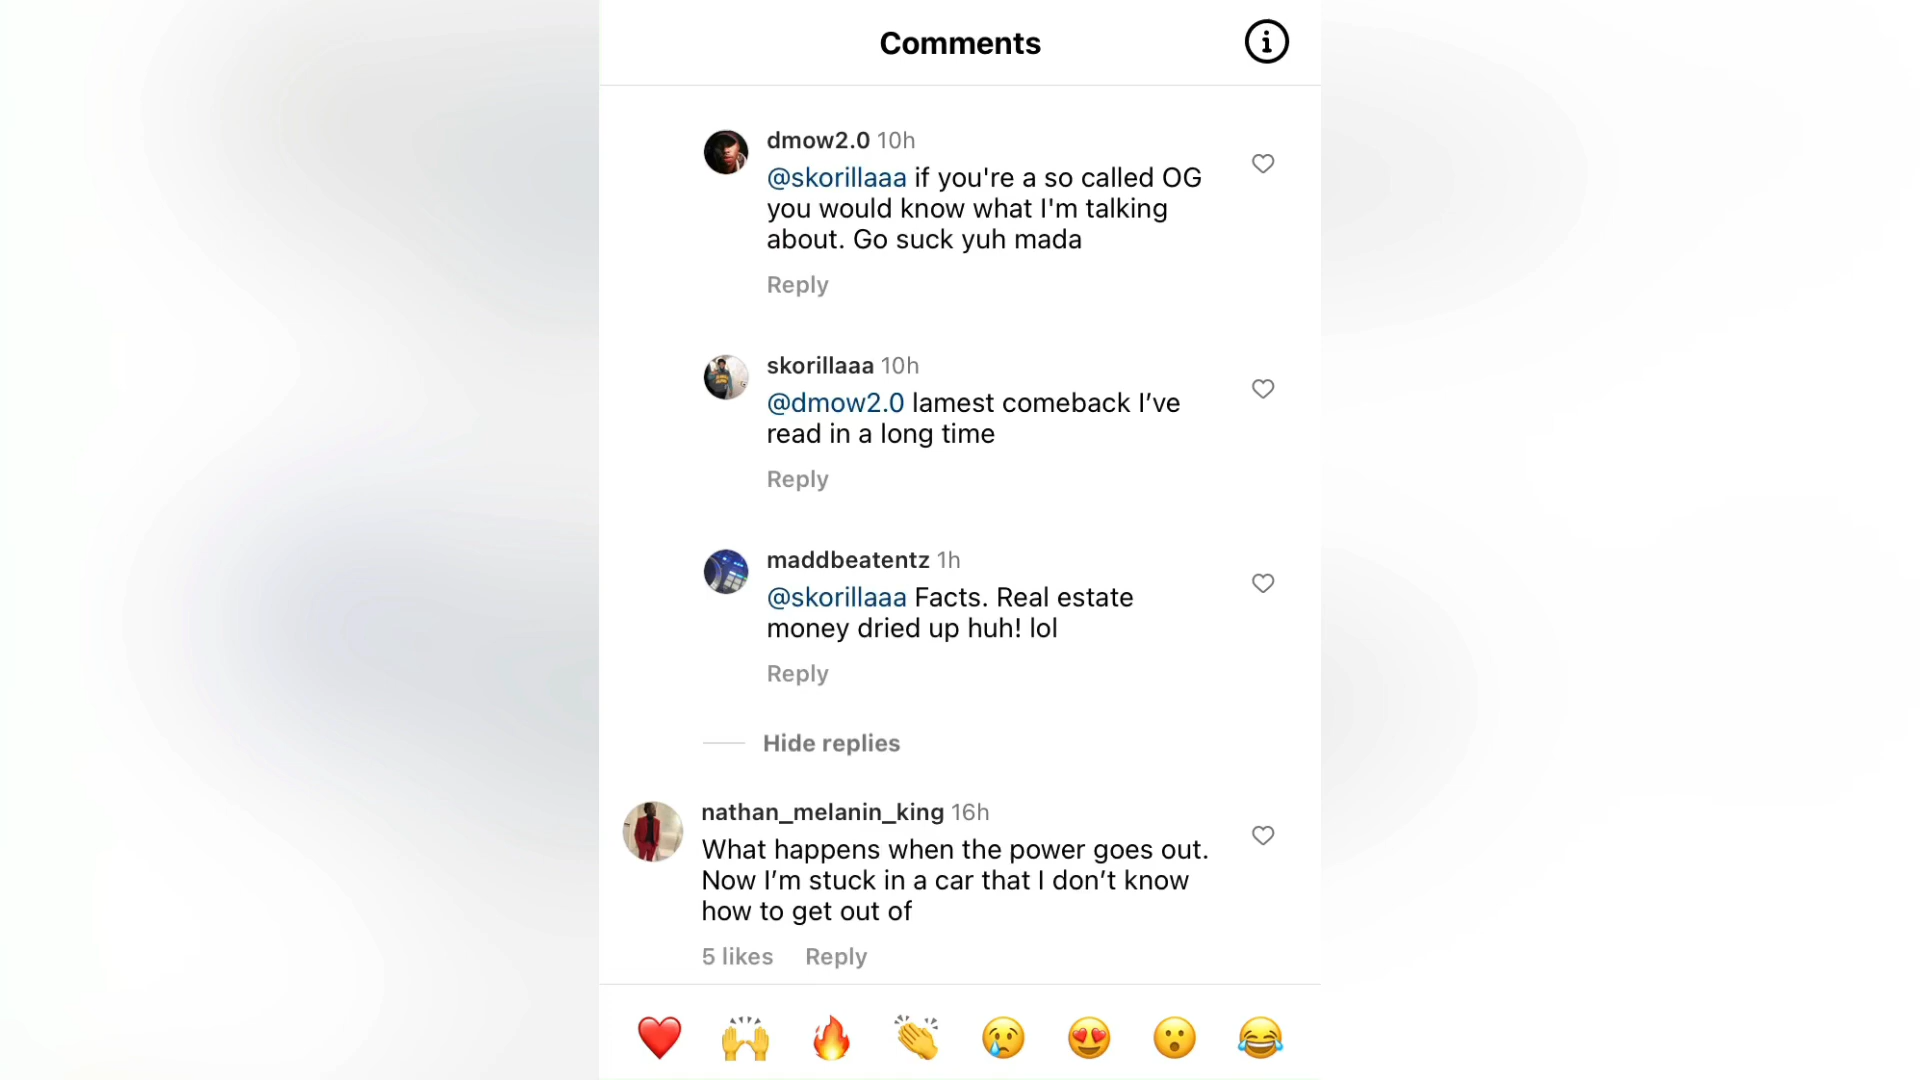 Comments
dmow2.0 10h
@skorillaaa if you're a so called OG
you would know what I'm talking
about. Go suck yuh mada
Reply
skorillaaa 10h
@dmow2.0 lamest comeback I’ve
read in a long time
Reply
maddbeatentz 1h
@skorillaaa Facts. Real estate
money dried up huh! lol
Reply
Hide replies
nathan_melanin_king 16h
What happens when the power goes out.
Now I’m stuck in a car that I don’t know
how to get out of
5 likes Reply